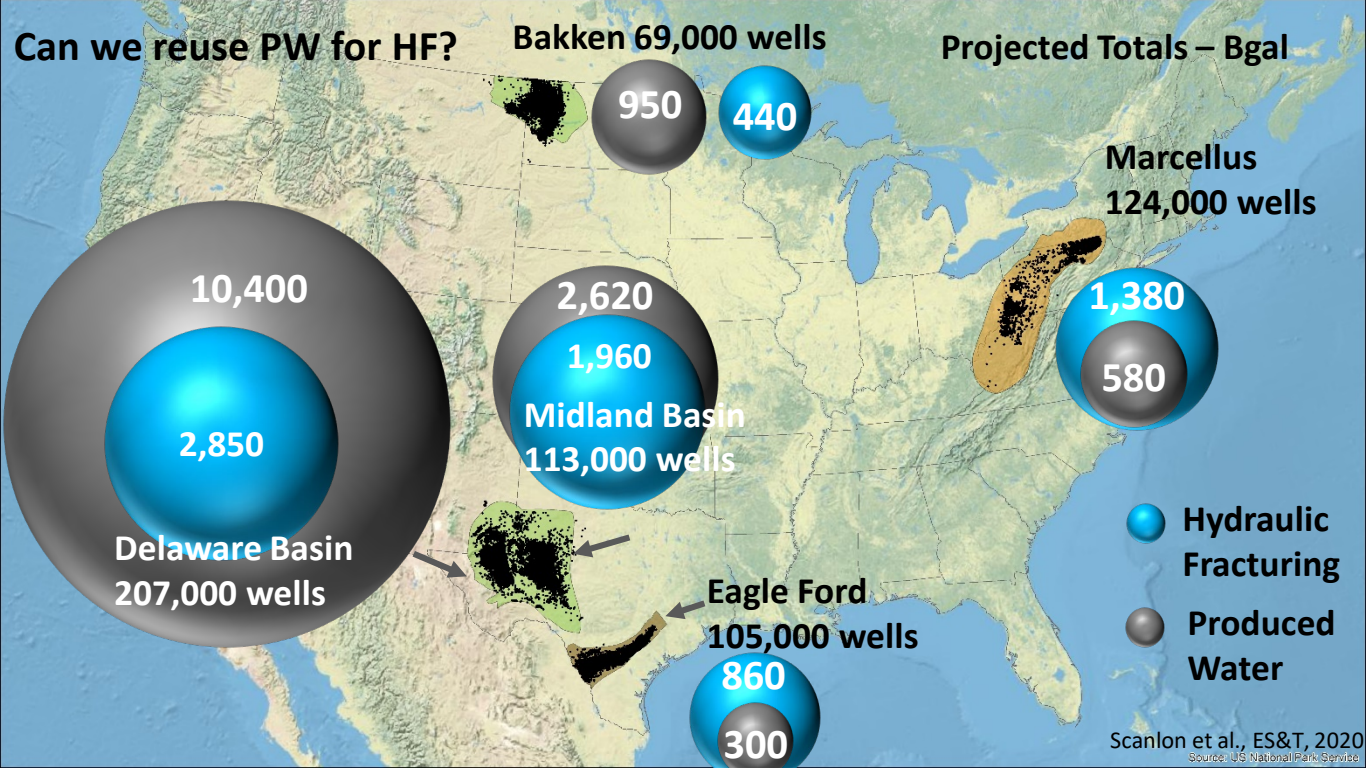 Can we reuse PW for HF?
Bakken 69,000 wells
Projected Totals – Bgal
950
440
Marcellus
124,000 wells
10,400
2,850
Delaware Basin
207,000 wells
2,620
1,960
Midland Basin
113,000 wells
1,380
580
Eagle Ford
105,000 wells
860
300
Hydraulic
Fracturing
Produced
Water
Scanlon et al., ES&T, 2020
Source: US National Park Service